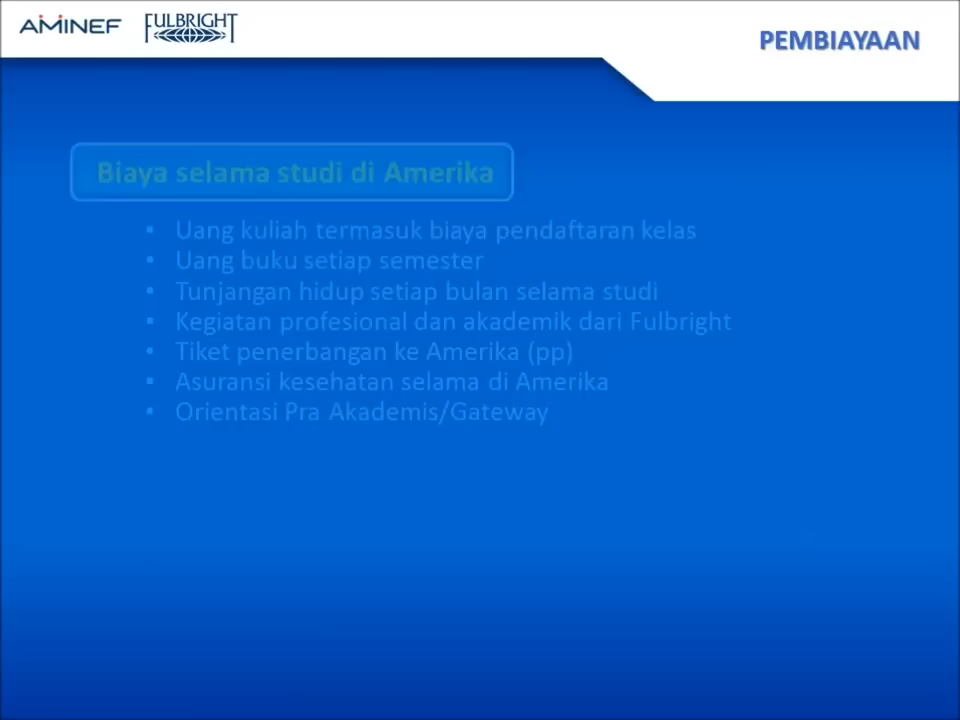 AMINEF FULBRIGHT
PEMBIAYAAN
Biaya selama studi di Amerika
• Uang kuliah termasuk biaya pendaftaran kelas
• Uang buku setiap semester
• Tunjangan hidup setiap bulan selama studi
• Kegiatan profesional dan akademik dari Fulbright
• Tiket penerbangan ke Amerika (pp)
• Asuransi kesehatan selama di Amerika
• Orientasi Pra Akademis/Gateway